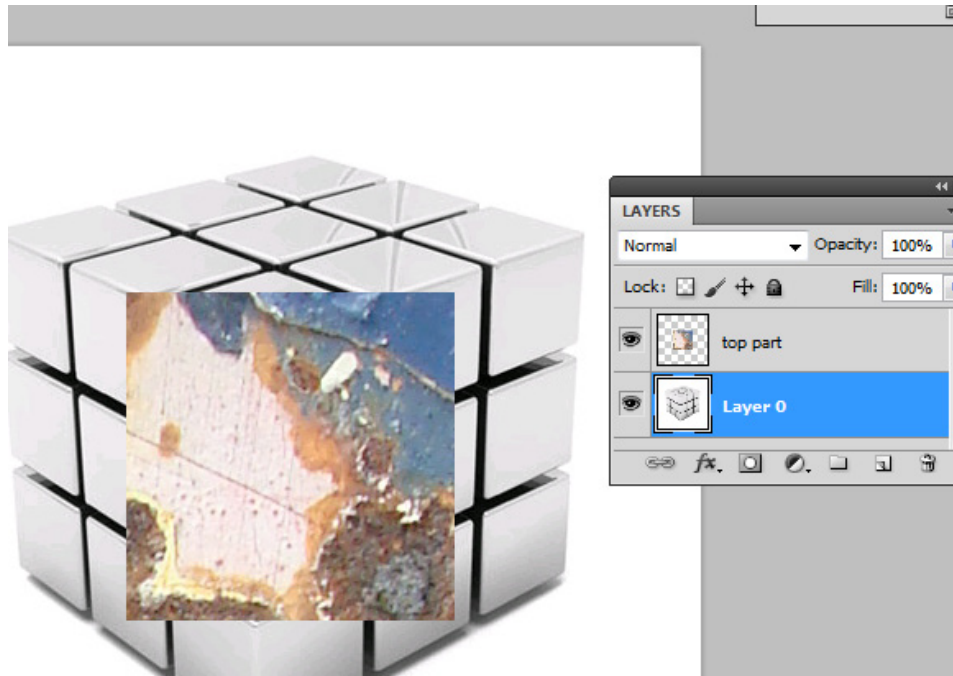 LAYERS
Normal Opacity: 100%
Lock: Fill: 100%
top part
Layer 0
fx.